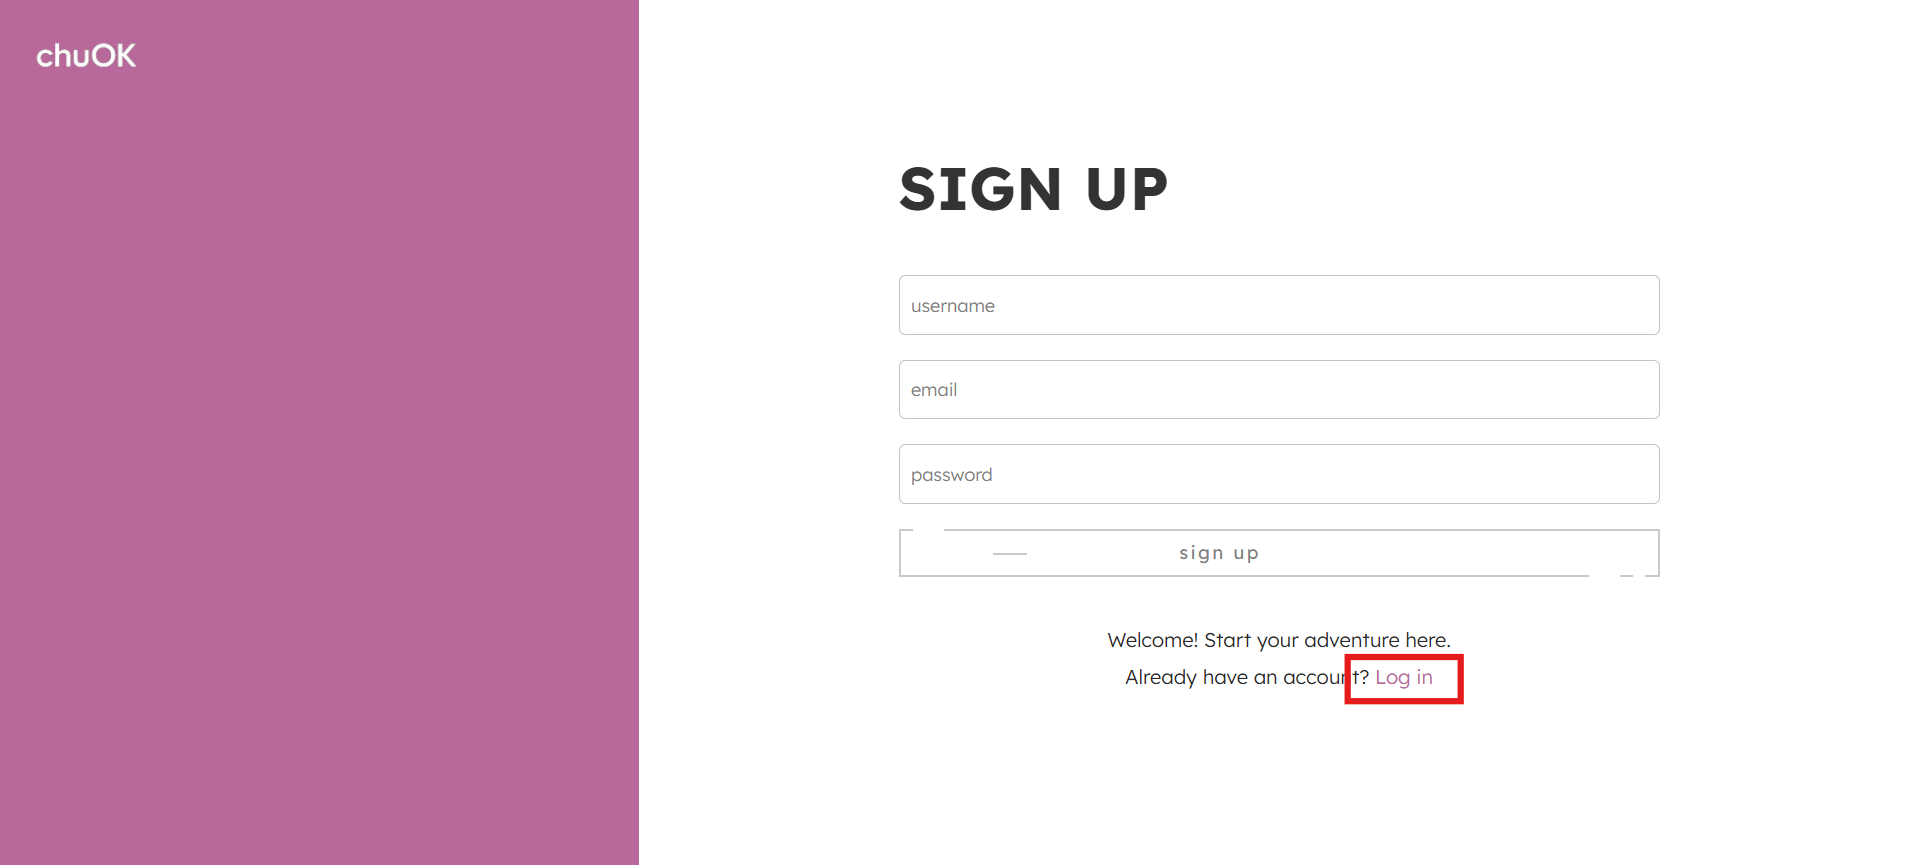 chuOK
SIGN UP
username
email
password
sign up
Welcome! Start your adventure here.
Already have an account? Log in